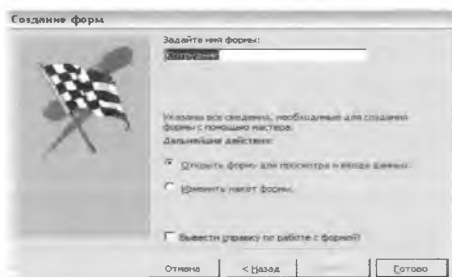 Создание форм
Задайте имя формы:
Указаны все сведения, необходимые для создания
формы с помощью мастера.
Дальнейшие действия:
Открыть форму для просмотра и ввода данных.
Изменить макет формы.
Вывести справку по работе с формой?
Отмена
< Назад
Готово